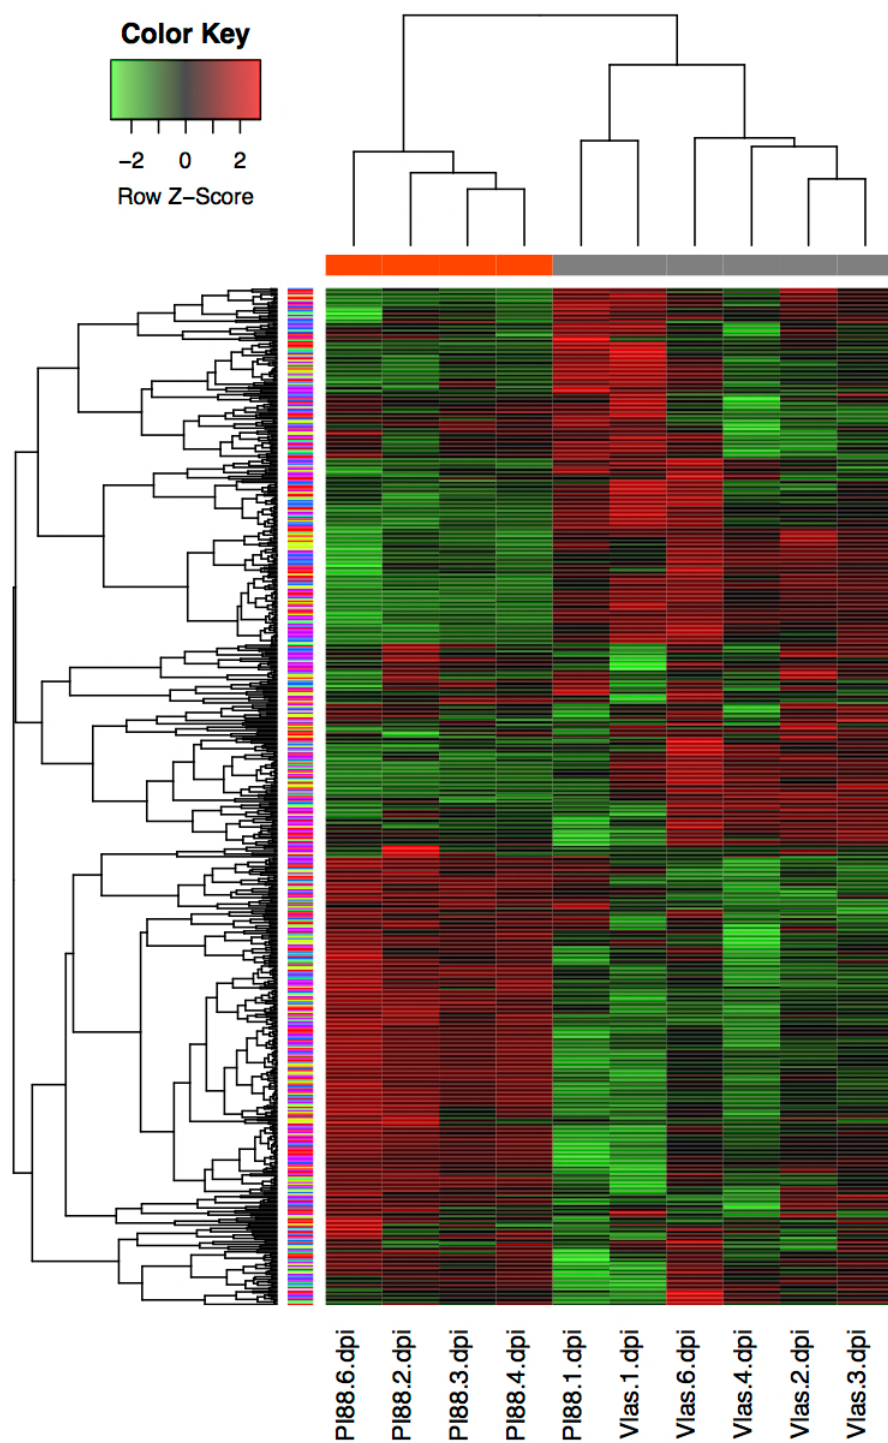 Color Key
−2 0 2
Row Z−Score
PI88.6.dpi
PI88.2.dpi
PI88.3.dpi
PI88.4.dpi
PI88.1.dpi
Vlas.1.dpi
Vlas.6.dpi
Vlas.4.dpi
Vlas.2.dpi
Vlas.3.dpi